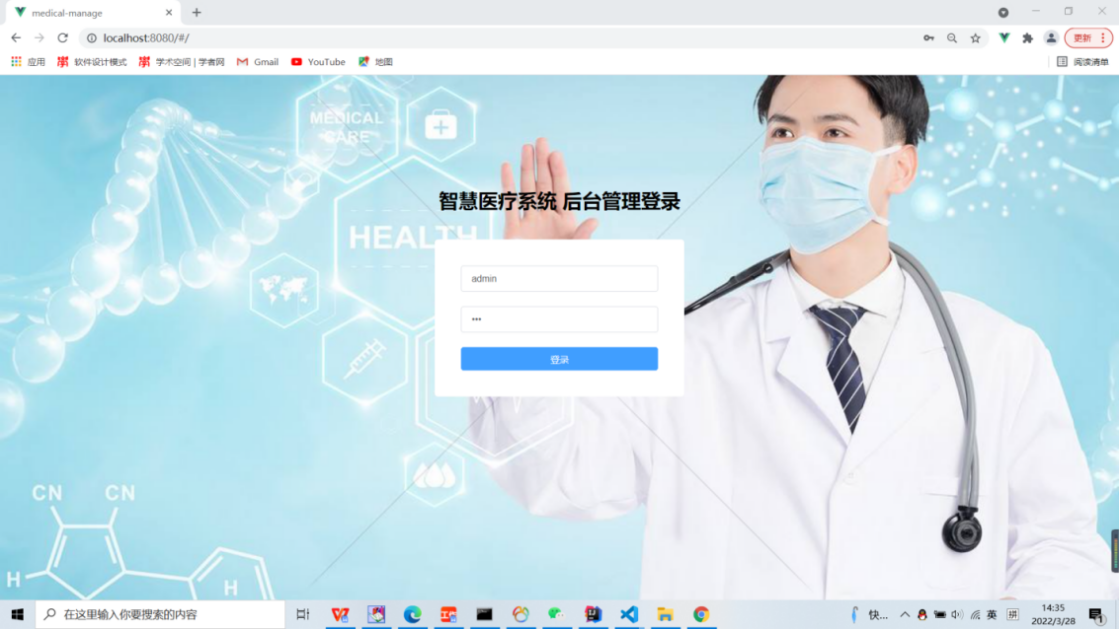 medical-manage
localhost:8080/#/
更新
应用
软件设计模式
学术空间 | 学者网
Gmail
YouTube
地图
阅读清单
MEDICAL
CARE
HEALTH
智慧医疗系统 后台管理登录
admin
•••
登录
CN CN
H
H
在这里输入你要搜索的内容
快...
英
拼
14:35
2022/3/28
1